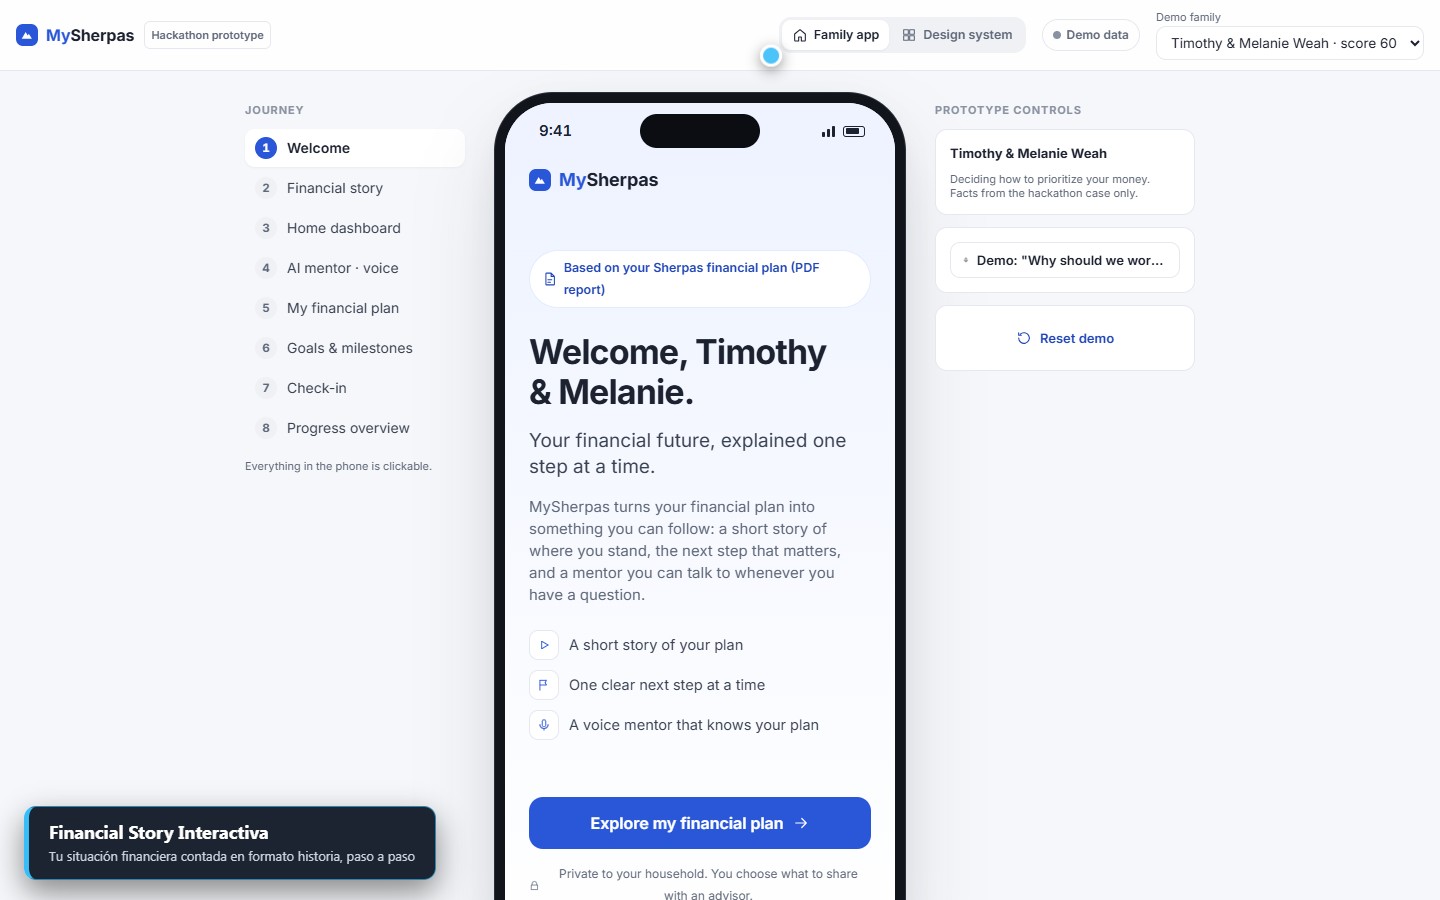 MySherpas
Hackathon prototype
Family app
Design system
Demo data
Demo family
Timothy & Melanie Weah · score 60
JOURNEY
1 Welcome
2 Financial story
3 Home dashboard
4 AI mentor · voice
5 My financial plan
6 Goals & milestones
7 Check-in
8 Progress overview
Everything in the phone is clickable.
9:41
MySherpas
Based on your Sherpas financial plan (PDF
report)
Welcome, Timothy
& Melanie.
Your financial future, explained one
step at a time.
MySherpas turns your financial plan into
something you can follow: a short story of
where you stand, the next step that matters,
and a mentor you can talk to whenever you
have a question.
A short story of your plan
One clear next step at a time
A voice mentor that knows your plan
Explore my financial plan
Private to your household. You choose what to share
with an advisor.
PROTOTYPE CONTROLS
Timothy & Melanie Weah
Deciding how to prioritize your money.
Facts from the hackathon case only.
Demo: "Why should we wor...
Reset demo
Financial Story Interactiva
Tu situación financiera contada en formato historia, paso a paso